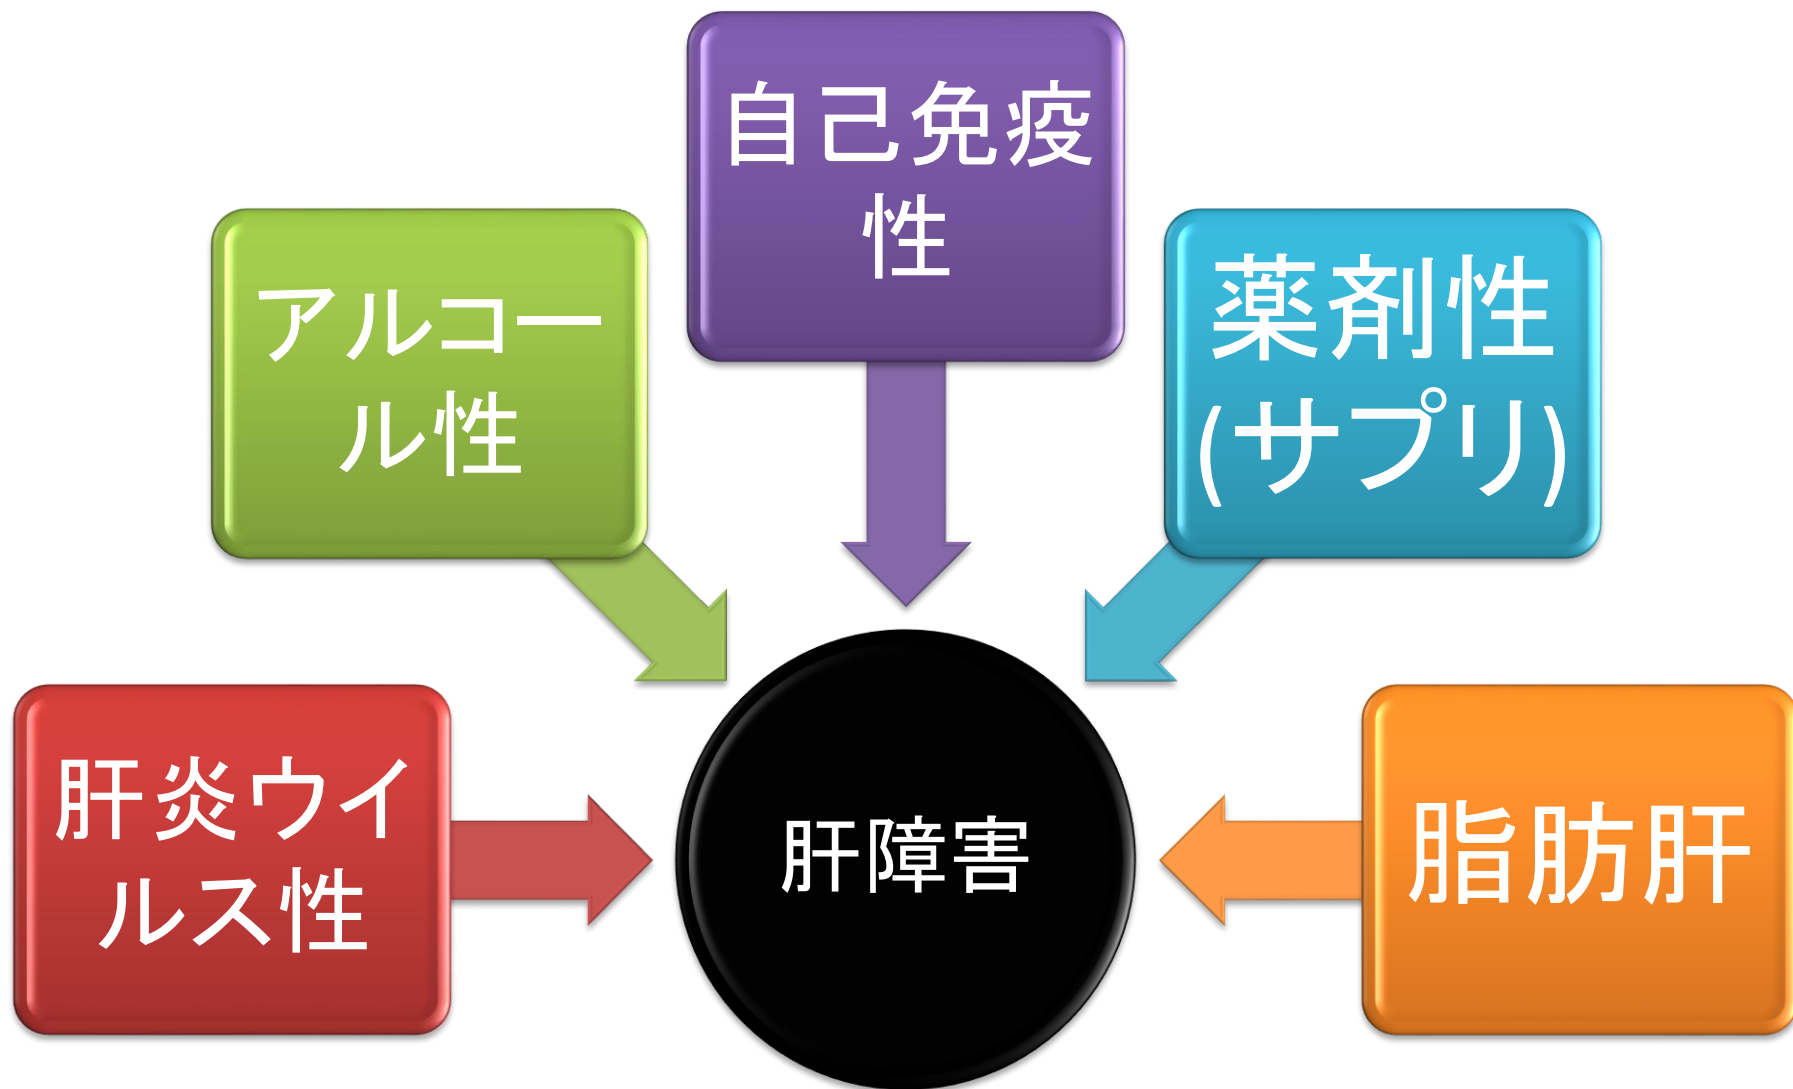 自己免疫
性
アルコー
ル性
薬剤性
(サプリ)
肝炎ウイ
ルス性
肝障害
脂肪肝